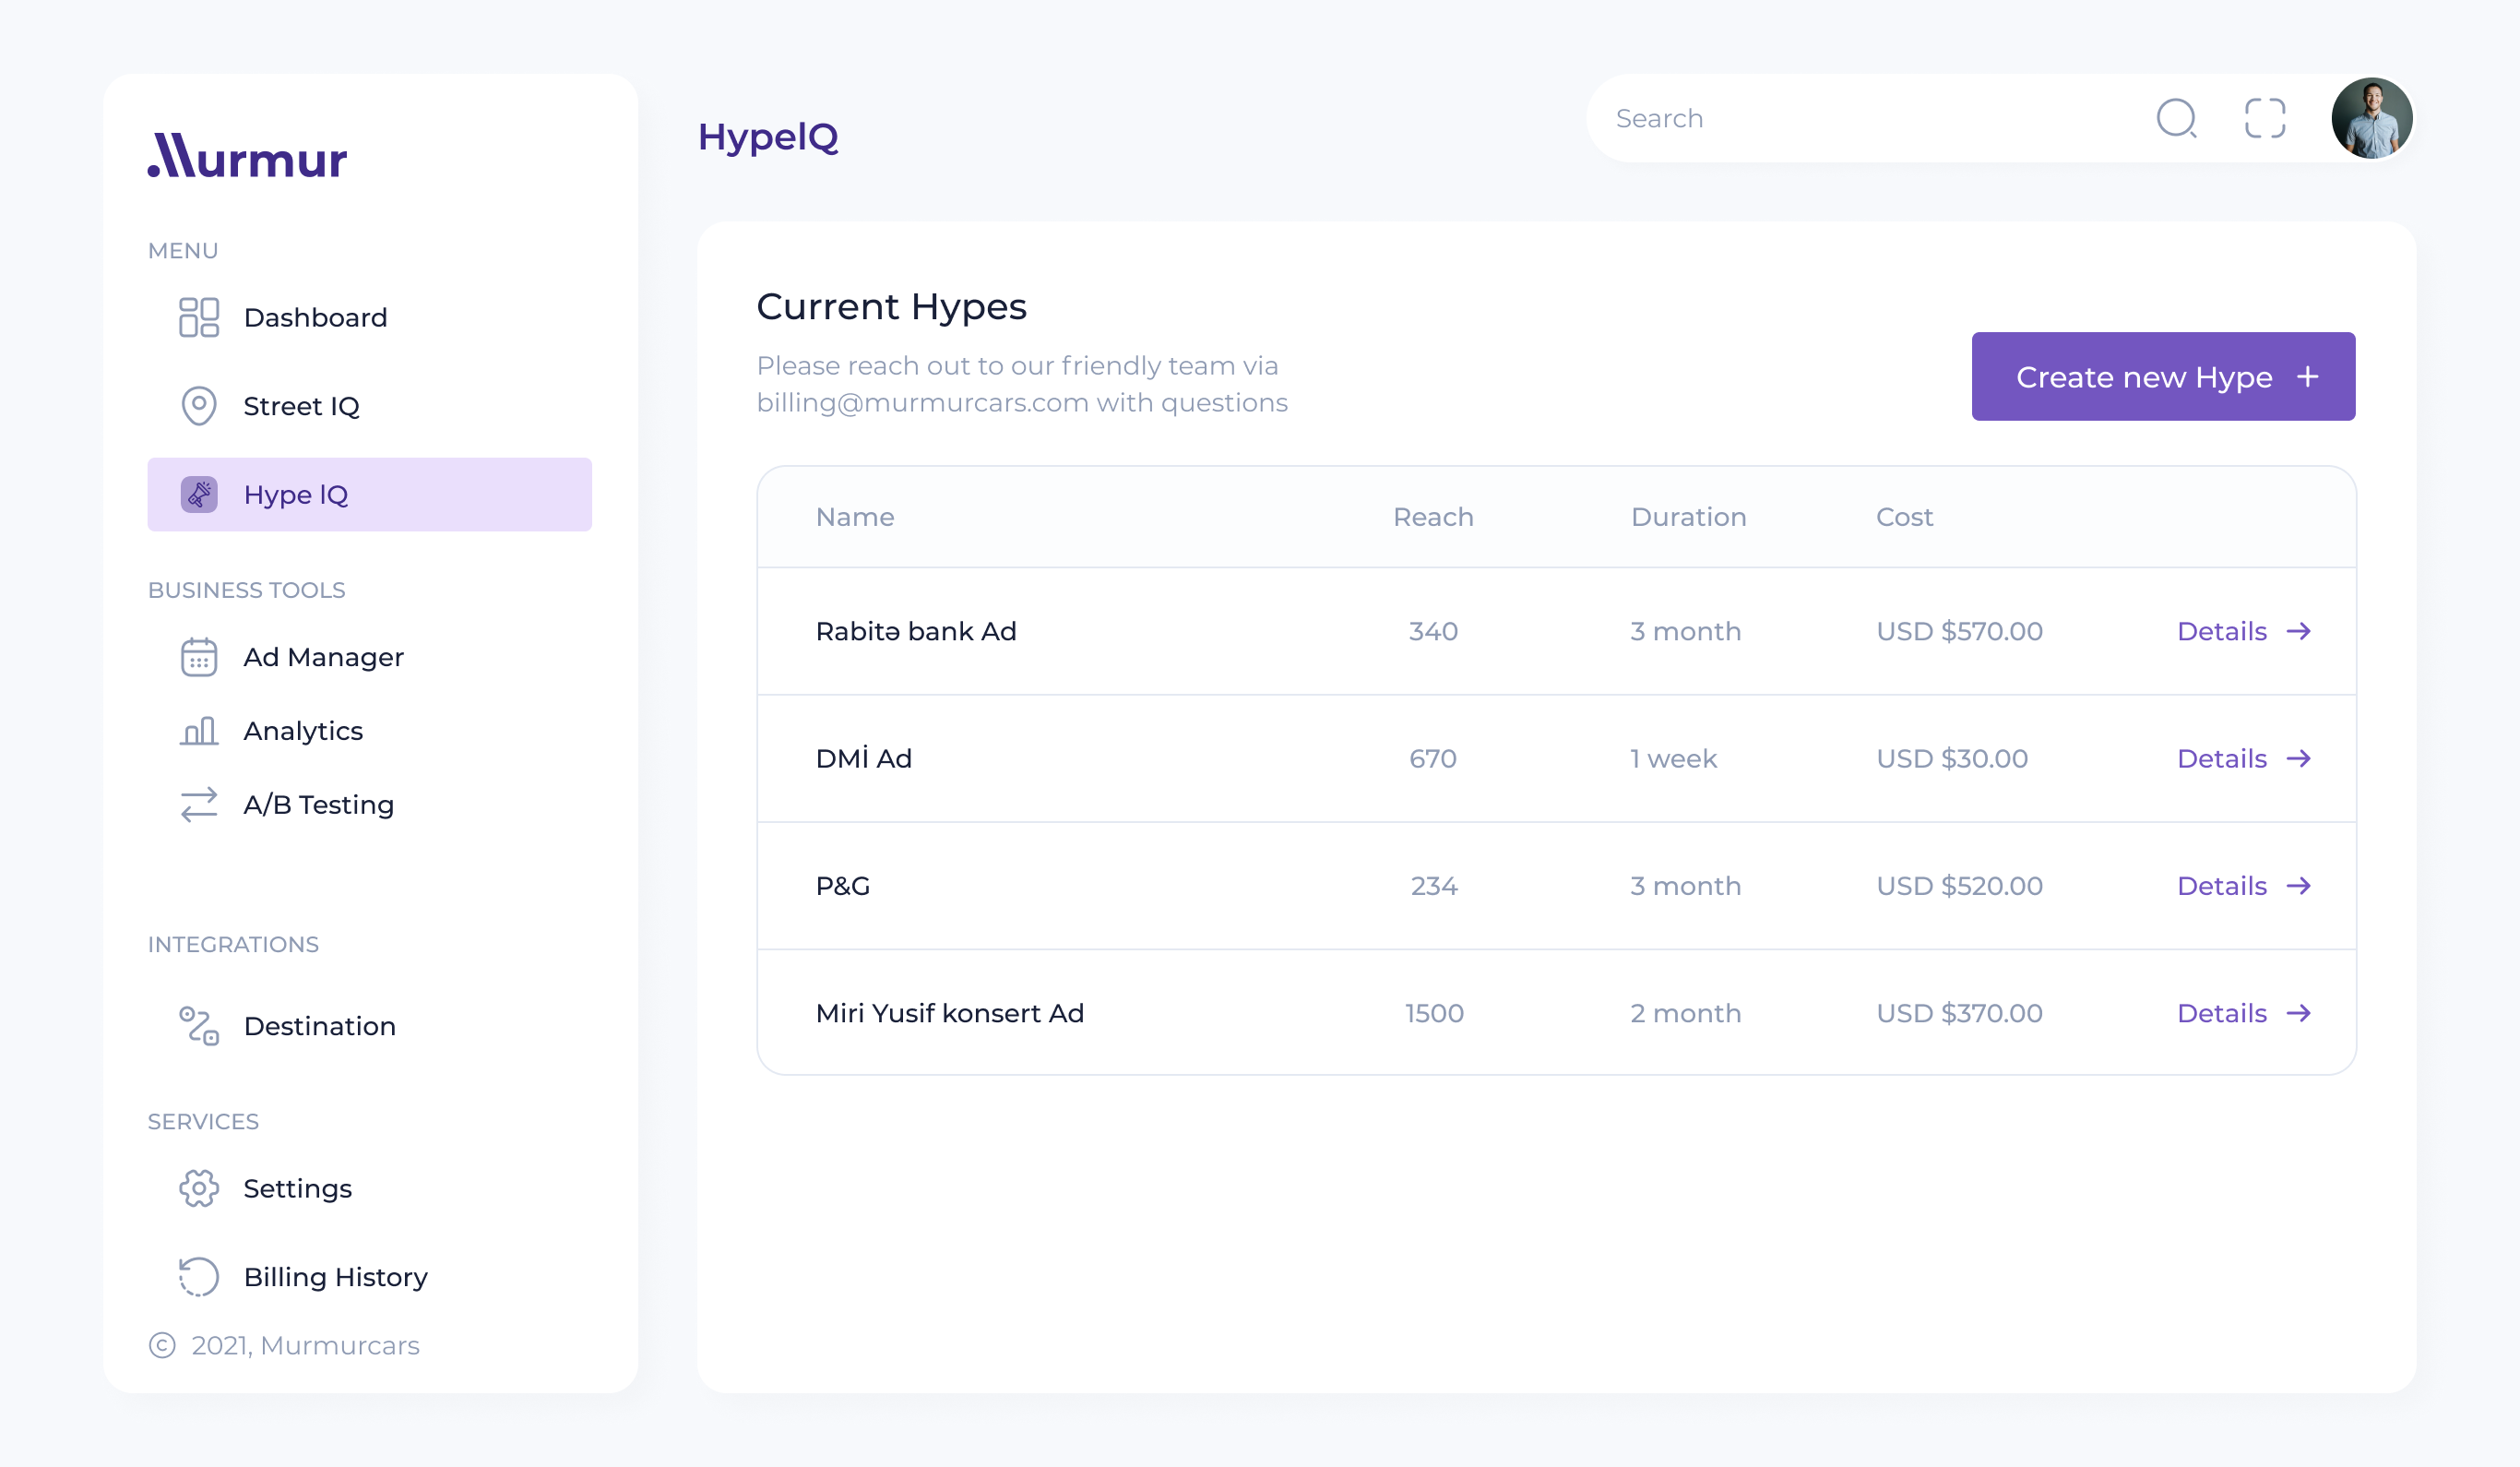 Murmur
MENU
Dashboard
Street IQ
Hype IQ
BUSINESS TOOLS
Ad Manager
Analytics
A/B Testing
INTEGRATIONS
Destination
SERVICES
Settings
Billing History
© 2021, Murmurcars
HypeIQ
Search
Current Hypes
Please reach out to our friendly team via
billing@murmurcars.com with questions
Create new Hype +
Name Reach Duration Cost
Rabitə bank Ad 340 3 month USD $570.00 Details →
DMİ Ad 670 1 week USD $30.00 Details →
P&G 234 3 month USD $520.00 Details →
Miri Yusif konsert Ad 1500 2 month USD $370.00 Details →